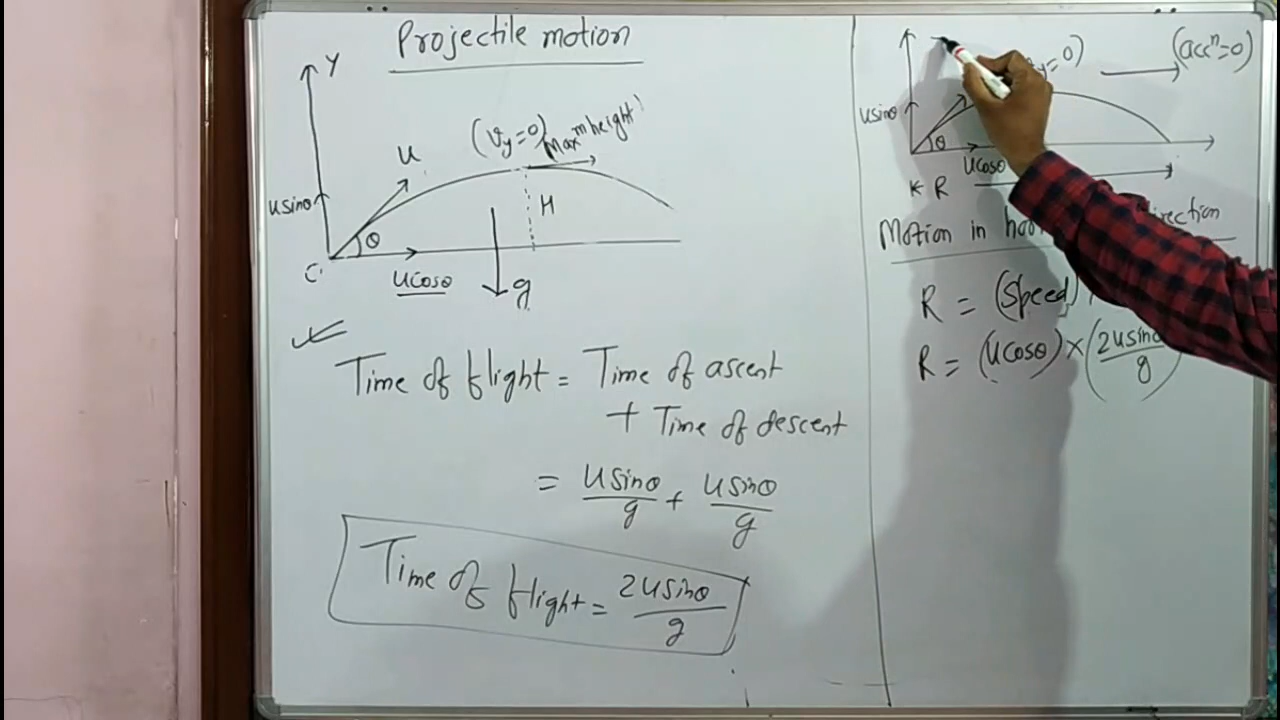 Projectile motion
Y
(vy=0)
Maxm height
u
usinθ
H
θ
ucosθ
g
Time of flight = Time of ascent
+ Time of descent
= usinθ/g + usinθ/g
Time of flight = 2usinθ/g
y=0)
(accn=0)
usinθ
θ
ucosθ
R
Motion in
R = (Speed)
R = (ucosθ) × (2usinθ/g)